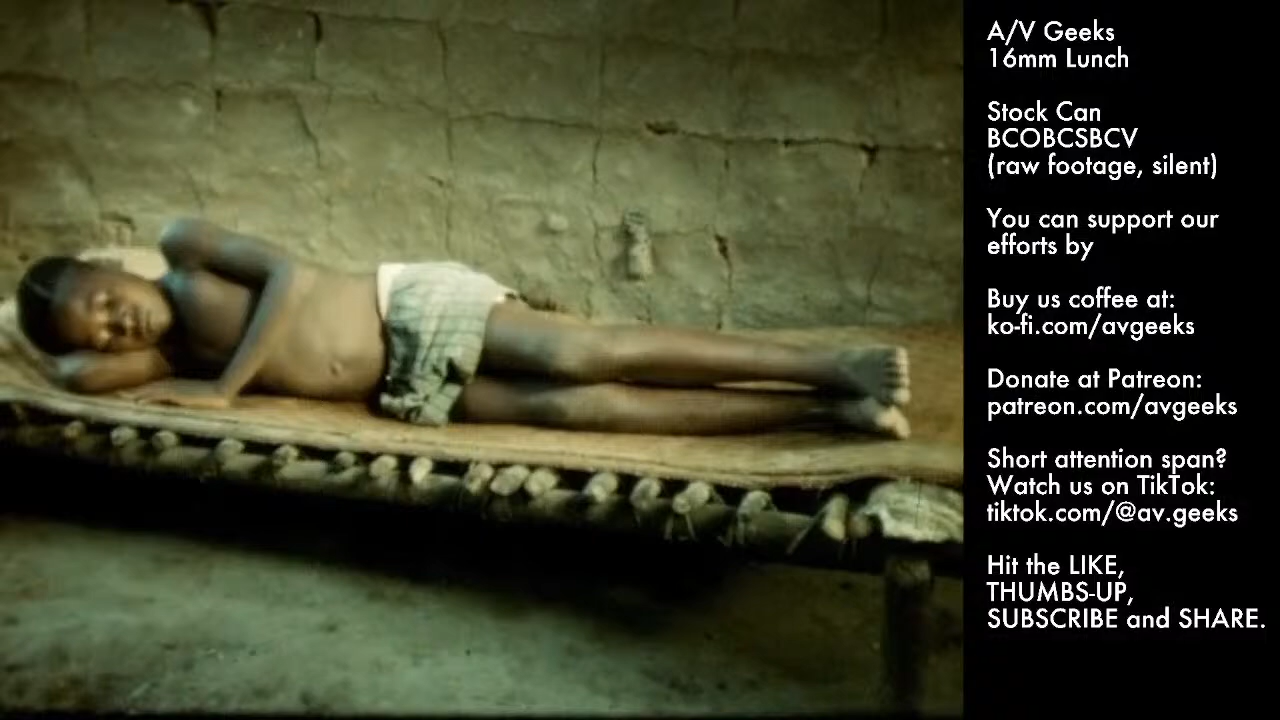 A/V Geeks
16mm Lunch
Stock Can
BCOBCSBCV
(raw footage, silent)
You can support our
efforts by
Buy us coffee at:
ko-fi.com/avgeeks
Donate at Patreon:
patreon.com/avgeeks
Short attention span?
Watch us on TikTok:
tiktok.com/@av.geeks
Hit the LIKE,
THUMBS-UP,
SUBSCRIBE and SHARE.